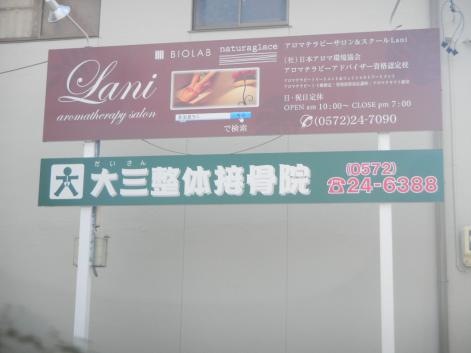 Lani
aromatherapy salon
BIOLAB
naturaglace
で検索
アロマテラピーサロン&スクールLani
(社)日本アロマ環境協会
アロマテラピーアドバイザー資格認定校
日・祝日定休
OPEN am 10:00〜 CLOSE pm 7:00
(0572)24-7090
だいさん
大三整体接骨院
(0572)
☎24-6388